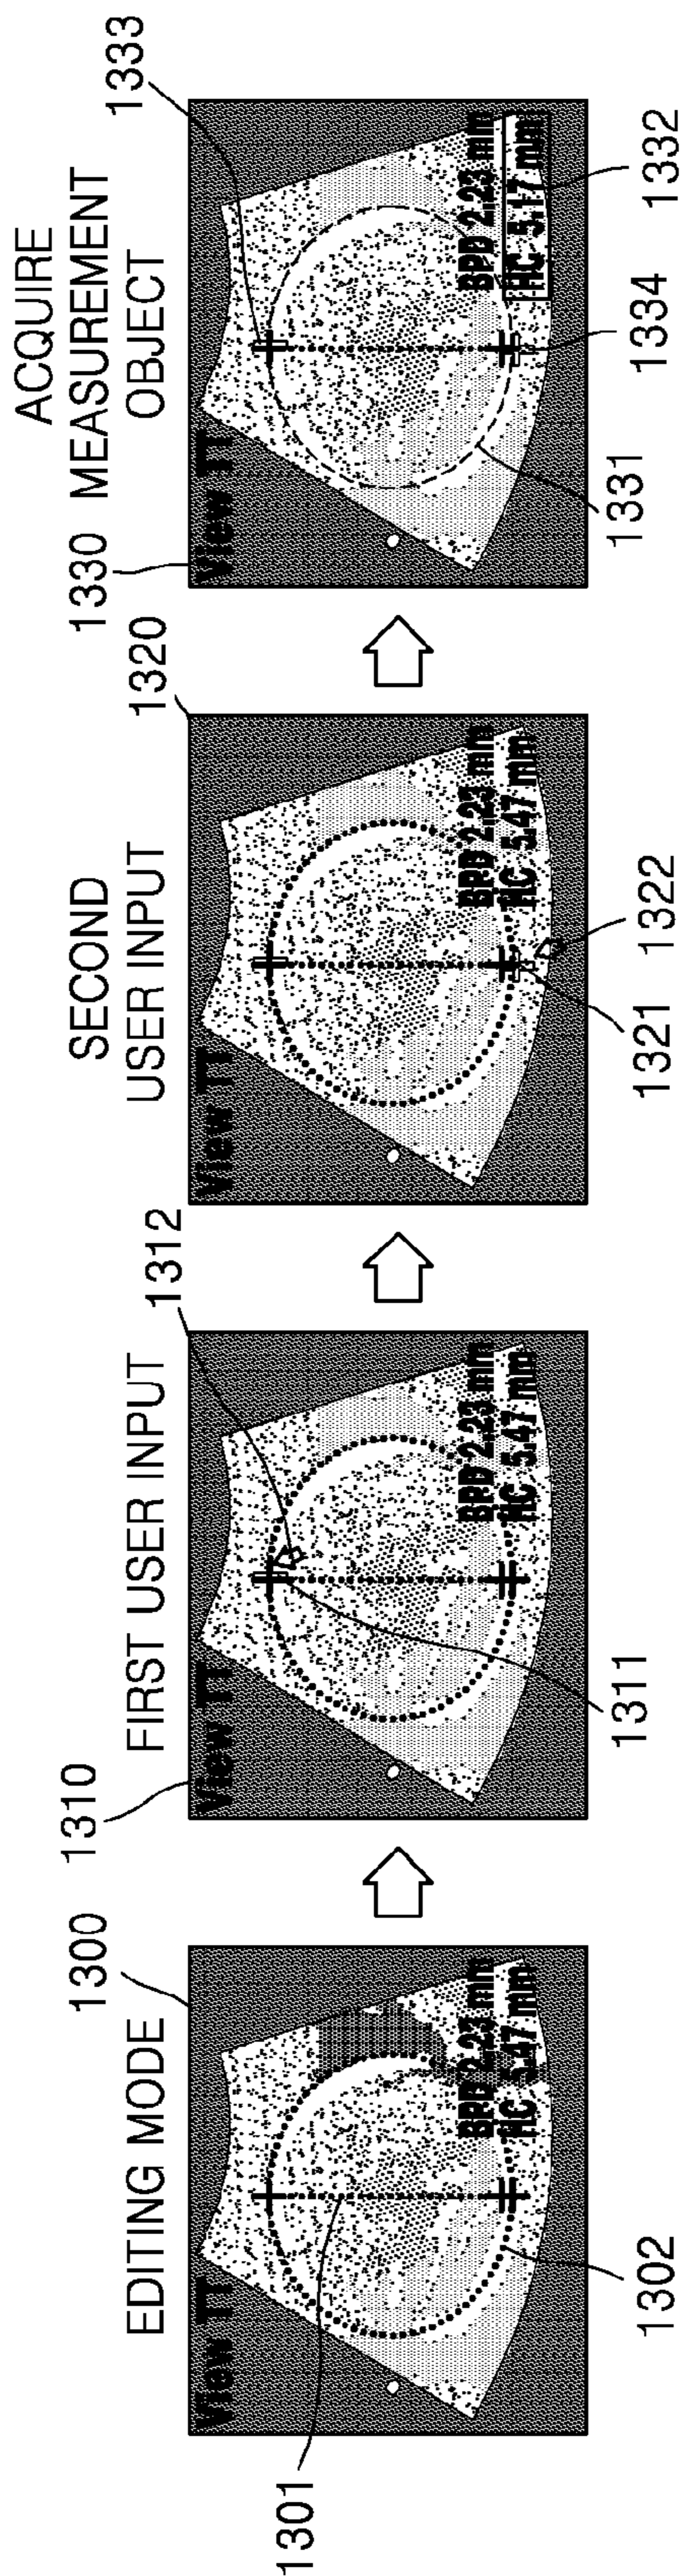 EDITING MODE
1300
View TT
1301
1302
BPD 2.23 mm
HC 5.47 mm
FIRST USER INPUT
1310
View TT
1312
1311
BPD 2.23 mm
HC 5.47 mm
SECOND
USER INPUT
1320
View TT
1321
1322
BPD 2.23 mm
HC 5.47 mm
ACQUIRE
MEASUREMENT
OBJECT
1330
View TT
1333
1331
1334
1332
BPD 2.23 mm
HC 5.17 mm